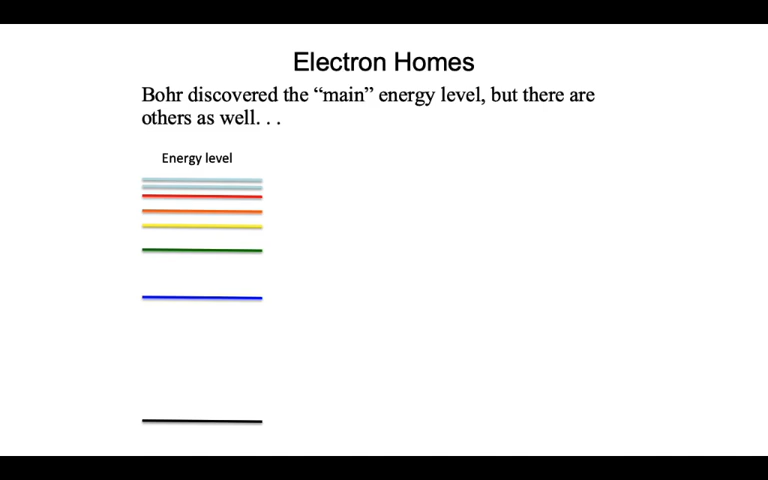 Electron Homes
Bohr discovered the “main” energy level, but there are
others as well. . .
Energy level